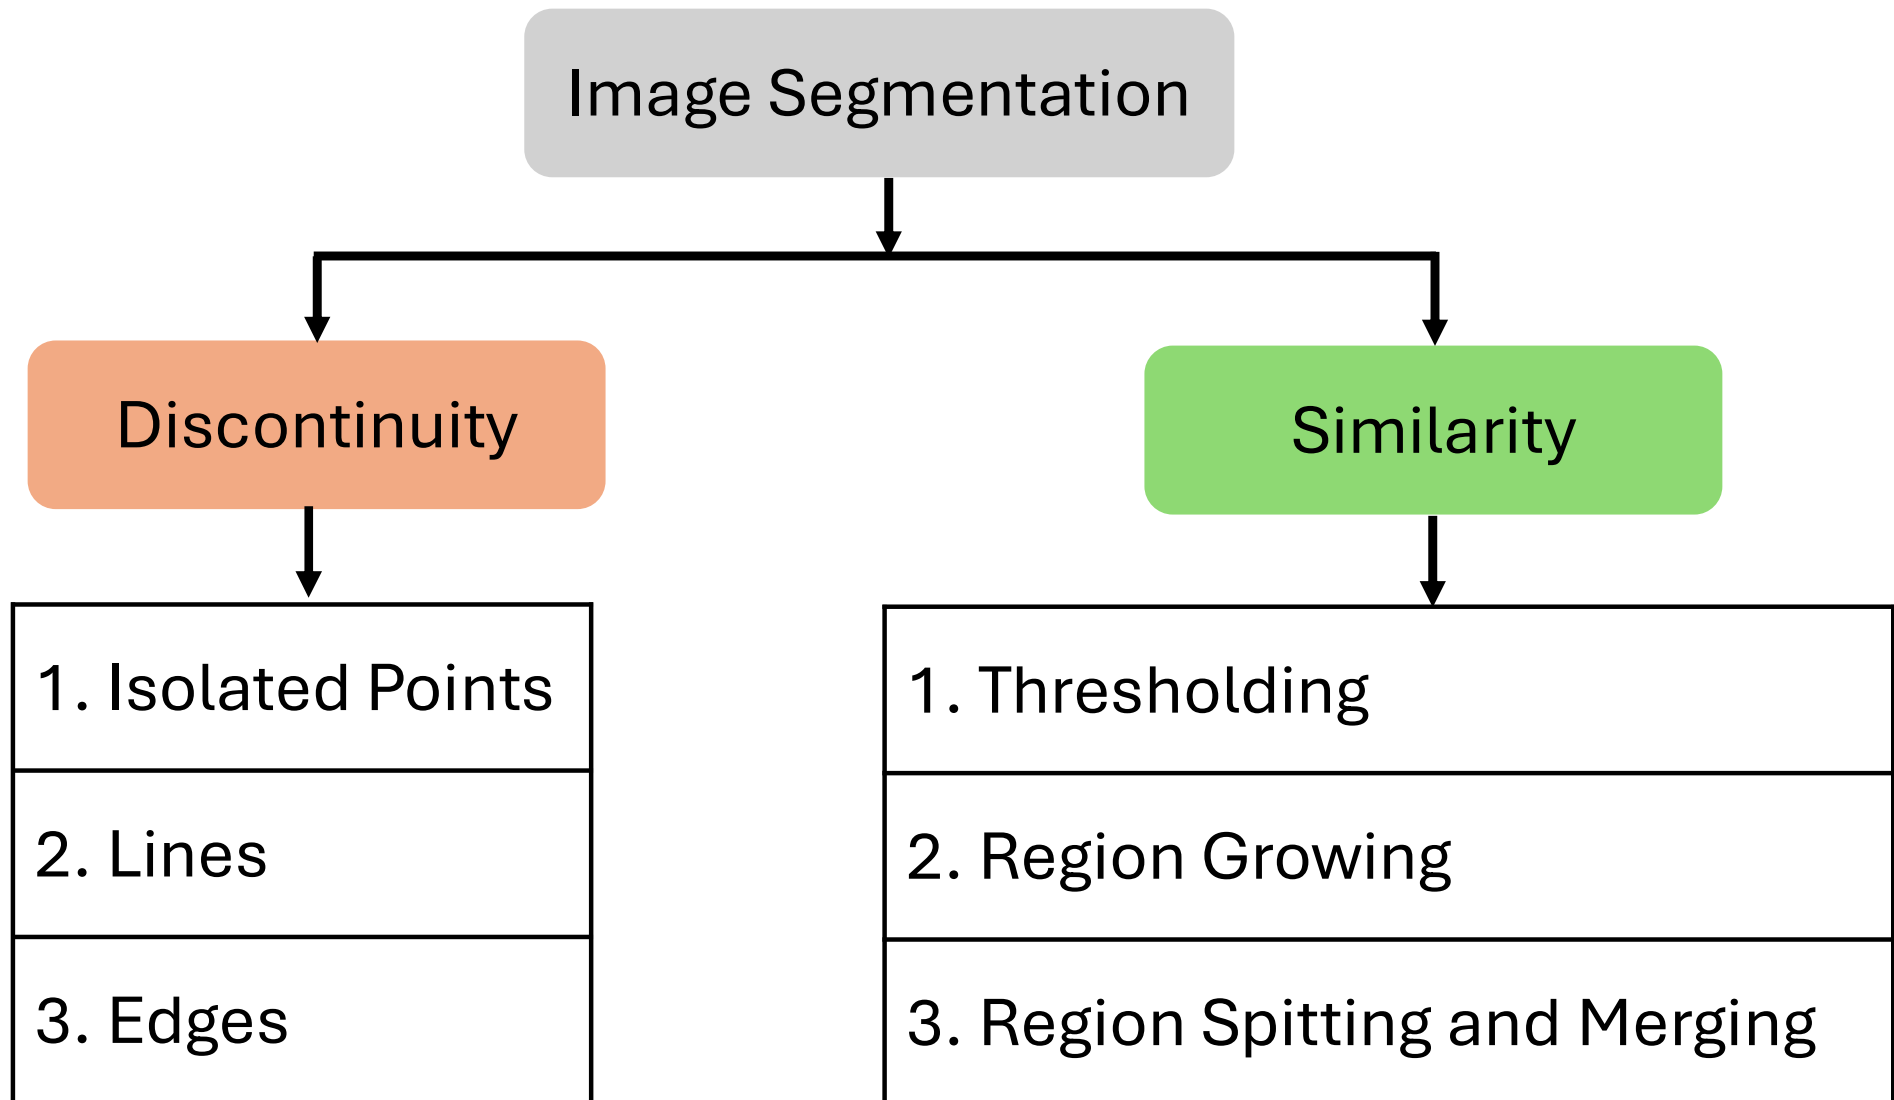 Image Segmentation
Discontinuity
Similarity
1. Isolated Points
2. Lines
3. Edges
1. Thresholding
2. Region Growing
3. Region Spitting and Merging